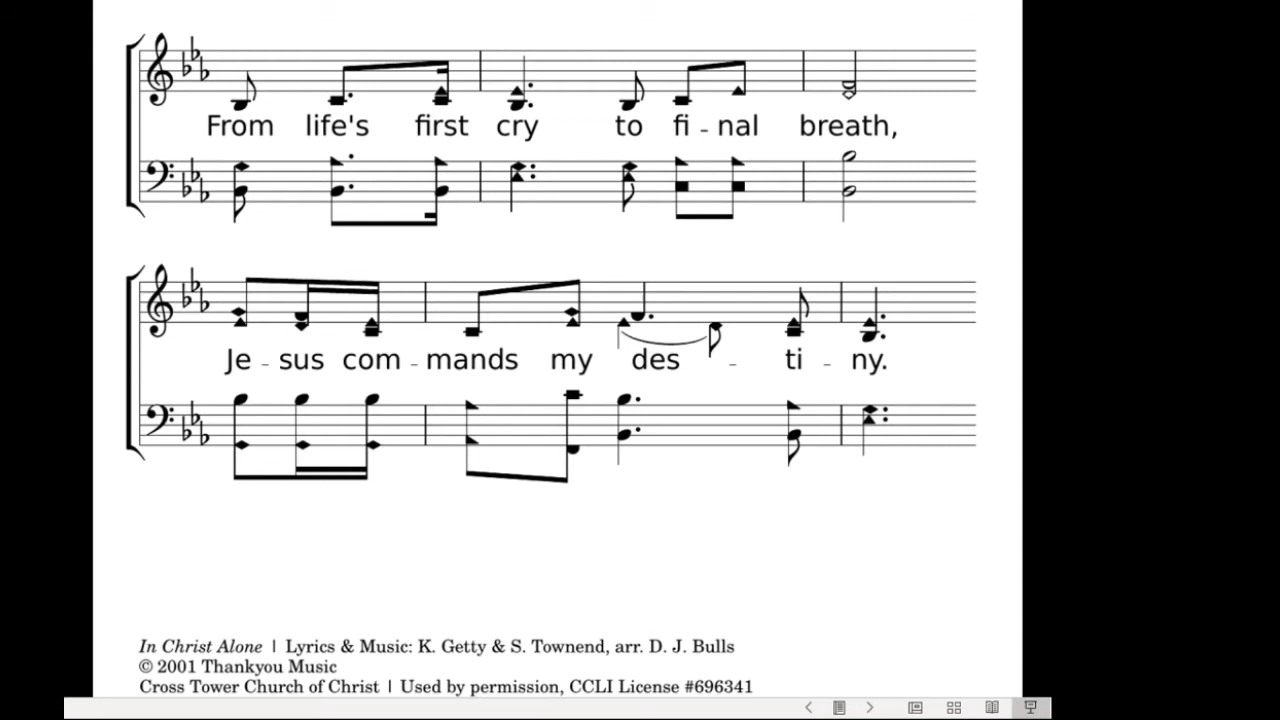 From life's first cry to fi - nal breath,
Je - sus com - mands my des - ti - ny.
In Christ Alone | Lyrics & Music: K. Getty & S. Townend, arr. D. J. Bulls
© 2001 Thankyou Music
Cross Tower Church of Christ | Used by permission, CCLI License #696341